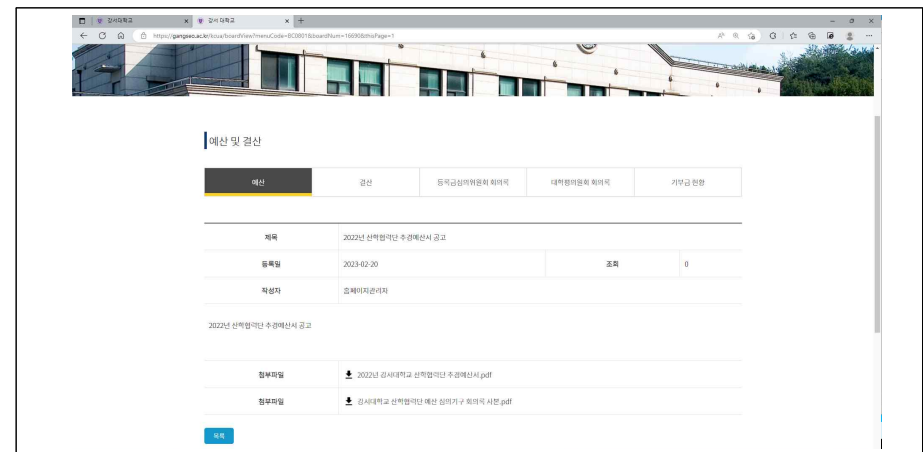 강서대학교
강서 대학교
https://gangseo.ac.kr/koua/boardView?menuCode=BC0801&boardNum=16690&thisPage=1
예산 및 결산
예산 결산 등록금심의위원회 회의록 대학평의원회 회의록 기부금 현황
제목 2022년 산학협력단 추경예산서 공고
등록일 2023-02-20 조회 0
작성자 홈페이지관리자
2022년 산학협력단 추경예산서 공고
첨부파일 2022년 강서대학교 산학협력단 추경예산서.pdf
첨부파일 강서대학교 산학협력단 예산 심의기구 회의록 사본.pdf
목록